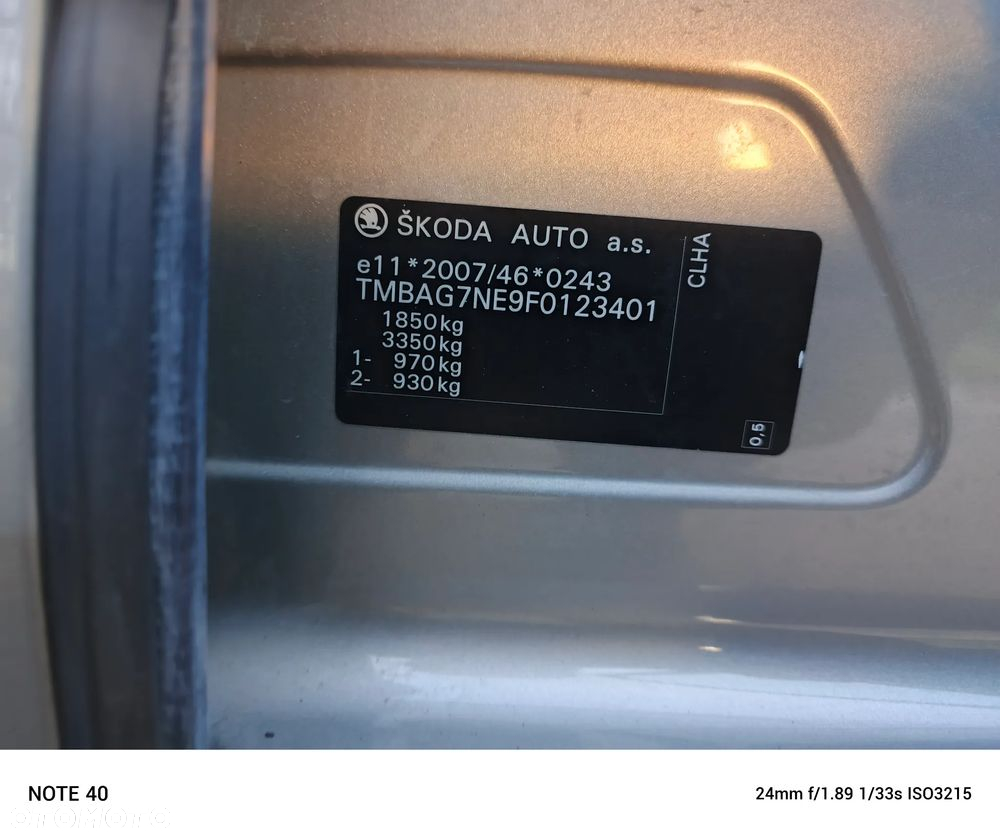 ŠKODA AUTO a.s.
e11*2007/46*0243
TMBAG7NE9F0123401
1850kg
3350kg
1- 970kg
2- 930kg
CLHA
0,5
NOTE 40
24mm f/1.89 1/33s ISO3215
OTOMOTO